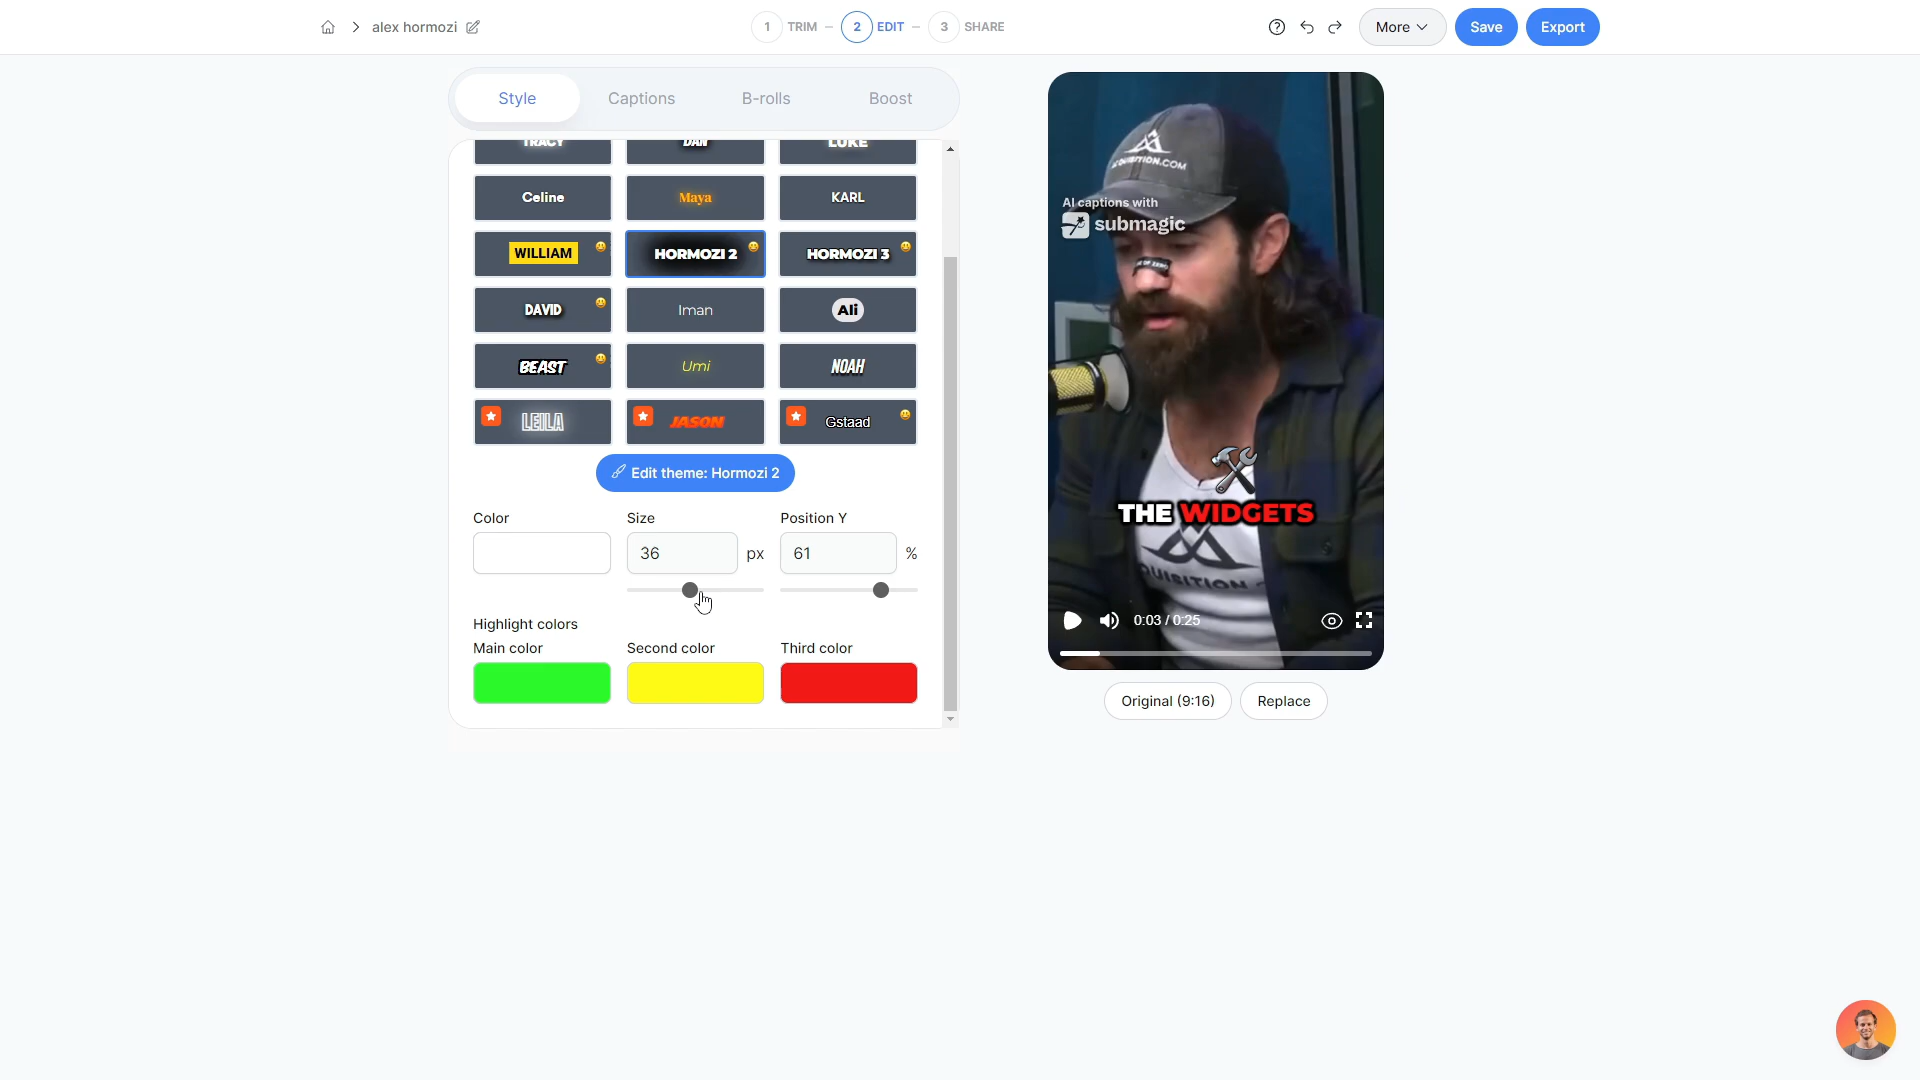 alex hormozi
1 TRIM – 2 EDIT – 3 SHARE
More
Save
Export
Style
Captions
B-rolls
Boost
TRACY
DAN
LUKE
Celine
Maya
KARL
WILLIAM
HORMOZI 2
HORMOZI 3
DAVID
Iman
Ali
BEAST
Umi
NOAH
LEILA
JASON
Gstaad
Edit theme: Hormozi 2
Color
Size
Position Y
36 px
61 %
Highlight colors
Main color
Second color
Third color
AI captions with
submagic
THE WIDGETS
0:03 / 0:25
Original (9:16)
Replace